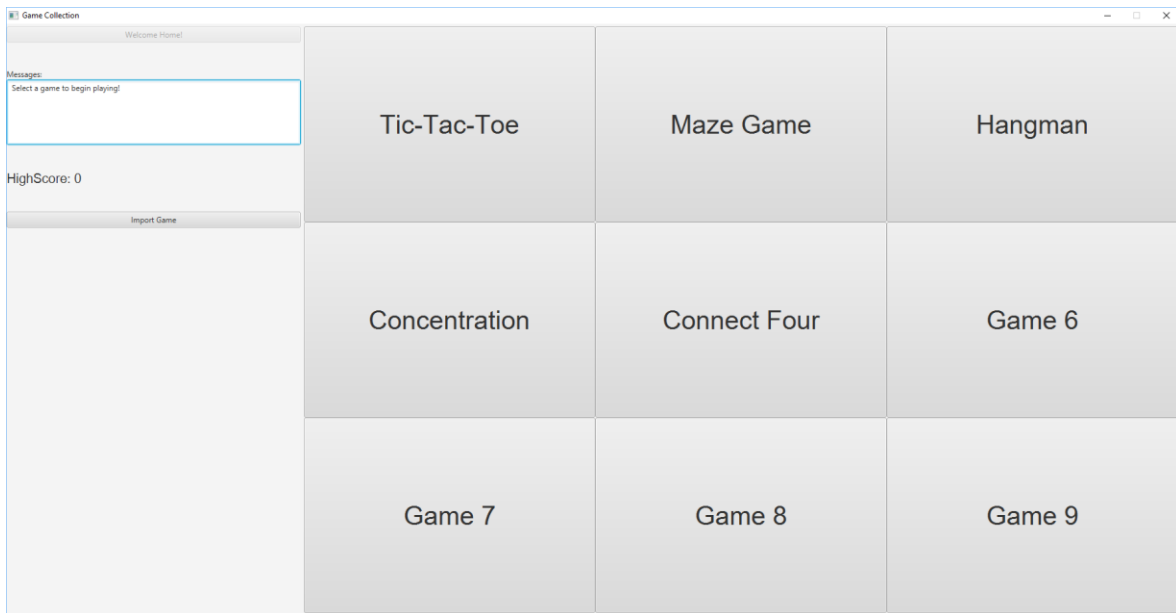 Game Collection
Welcome Home!
Messages:
Select a game to begin playing!
HighScore: 0
Import Game
Tic-Tac-Toe
Maze Game
Hangman
Concentration
Connect Four
Game 6
Game 7
Game 8
Game 9